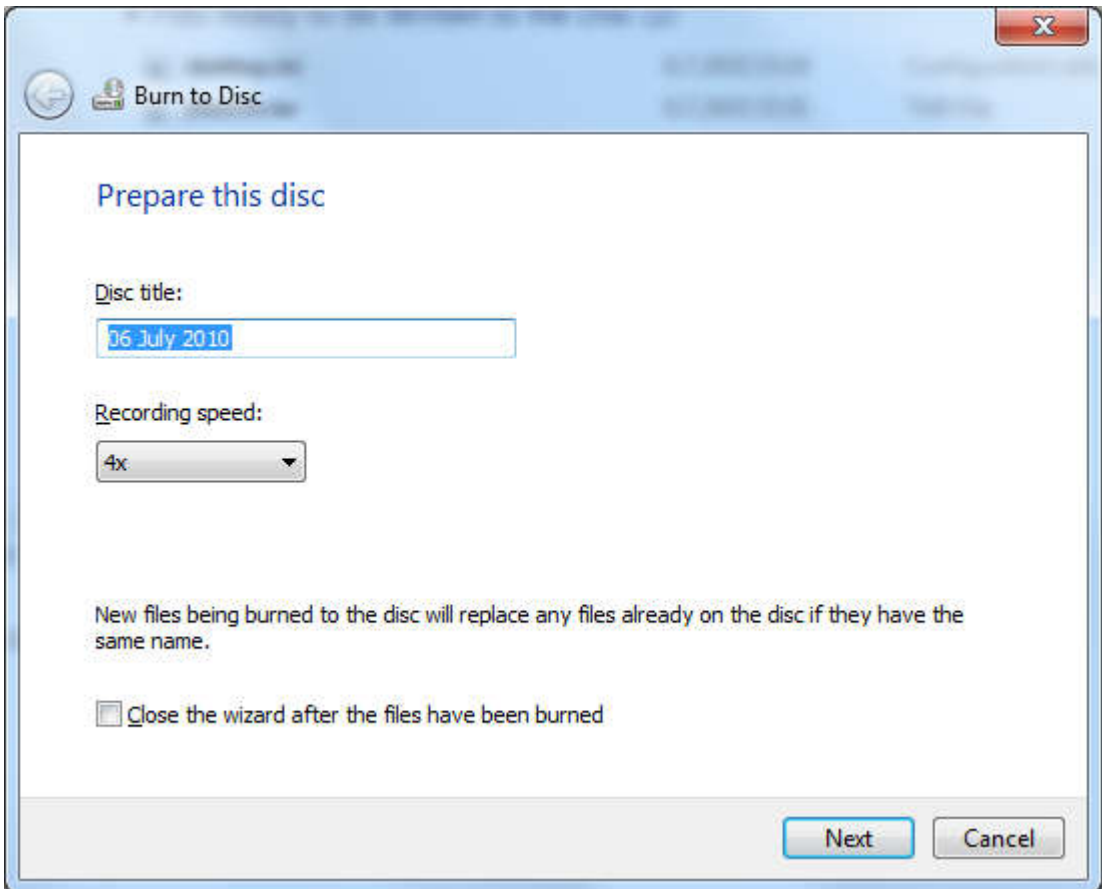 Burn to Disc
Prepare this disc
Disc title:
06 July 2010
Recording speed:
4x
New files being burned to the disc will replace any files already on the disc if they have the
same name.
Close the wizard after the files have been burned
Next
Cancel